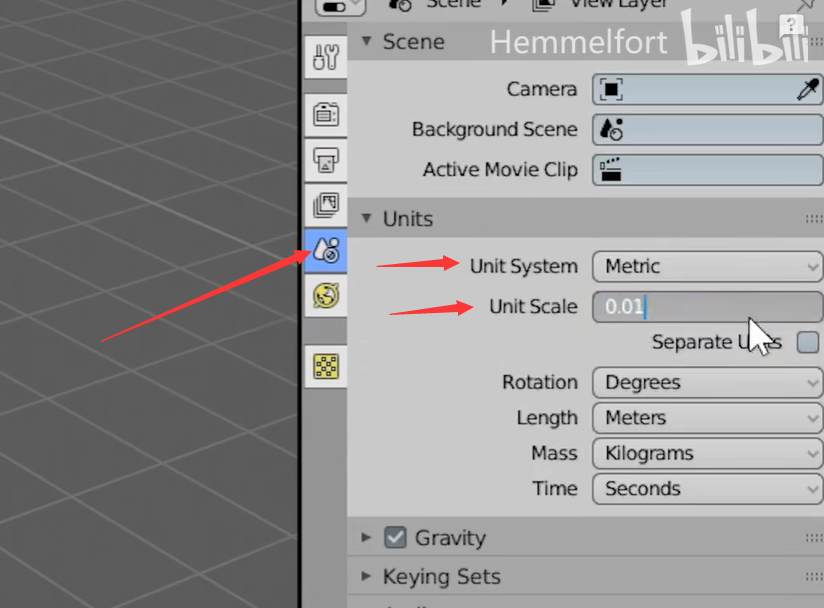 Scene View Layer
Scene
Hemmelfort bilibili
?
Camera
Background Scene
Active Movie Clip
Units
Unit System Metric
Unit Scale 0.01
Separate Units
Rotation Degrees
Length Meters
Mass Kilograms
Time Seconds
Gravity
Keying Sets